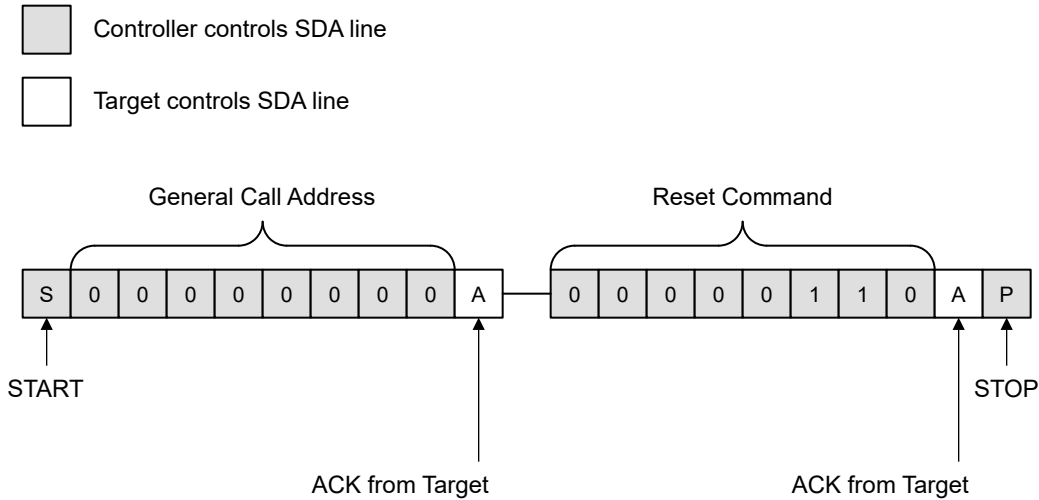 Controller controls SDA line
Target controls SDA line
General Call Address Reset Command
S 0 0 0 0 0 0 0 0 A 0 0 0 0 0 1 1 0 A P
START STOP
ACK from Target ACK from Target